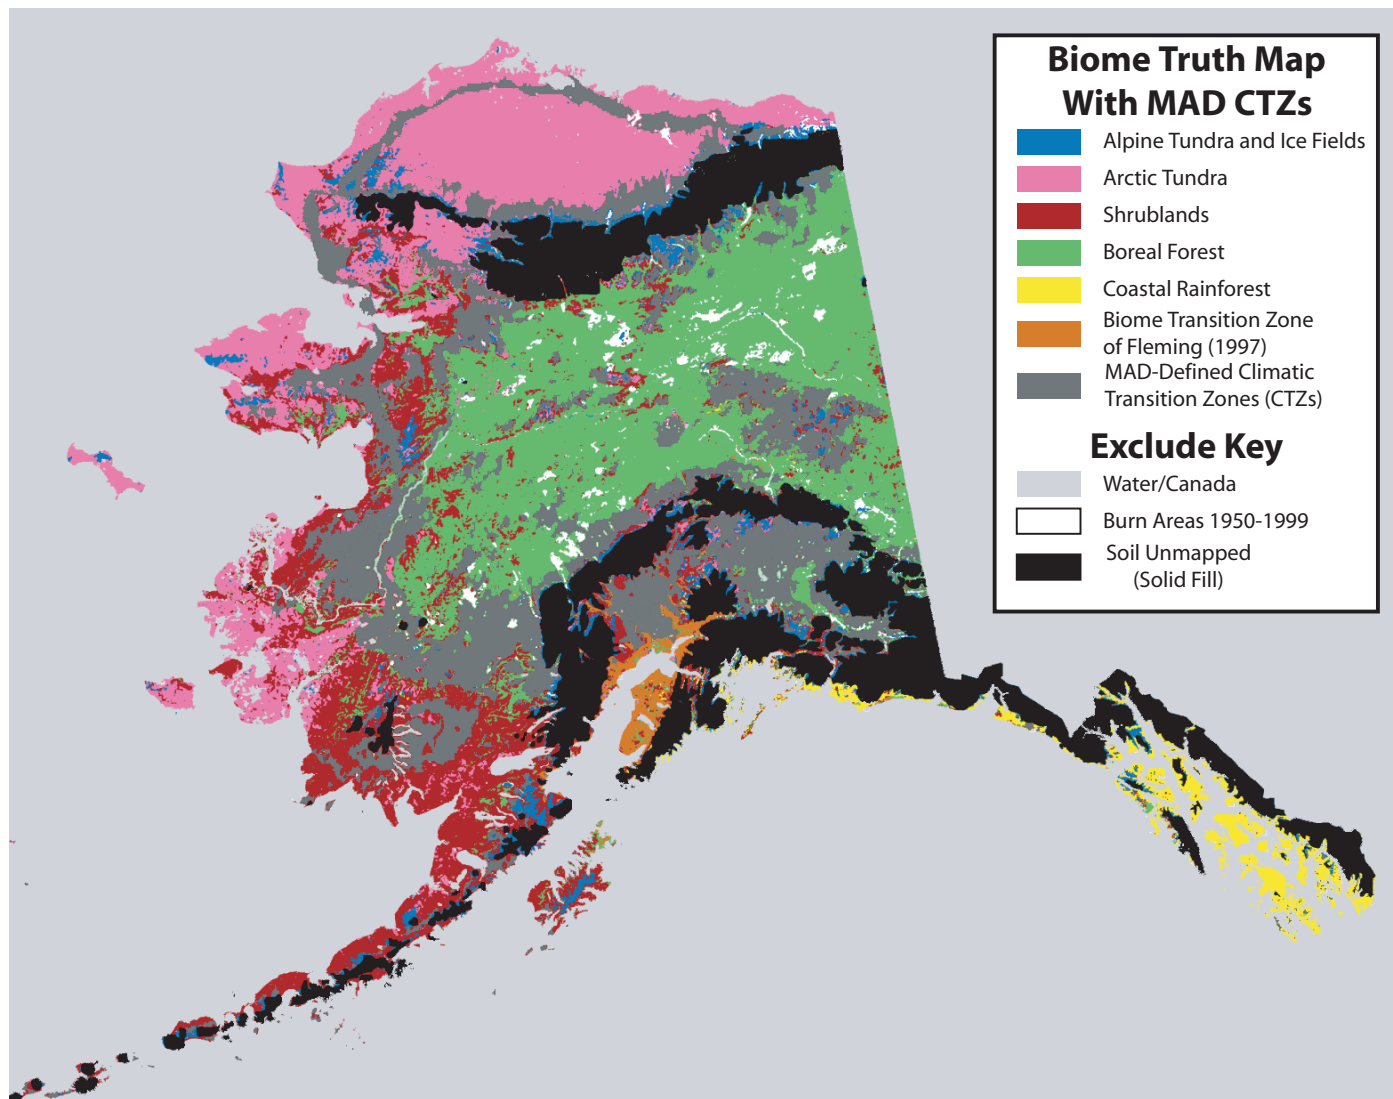 Biome Truth Map
With MAD CTZs
Alpine Tundra and Ice Fields
Arctic Tundra
Shrublands
Boreal Forest
Coastal Rainforest
Biome Transition Zone
of Fleming (1997)
MAD-Defined Climatic
Transition Zones (CTZs)
Exclude Key
Water/Canada
Burn Areas 1950-1999
Soil Unmapped
(Solid Fill)